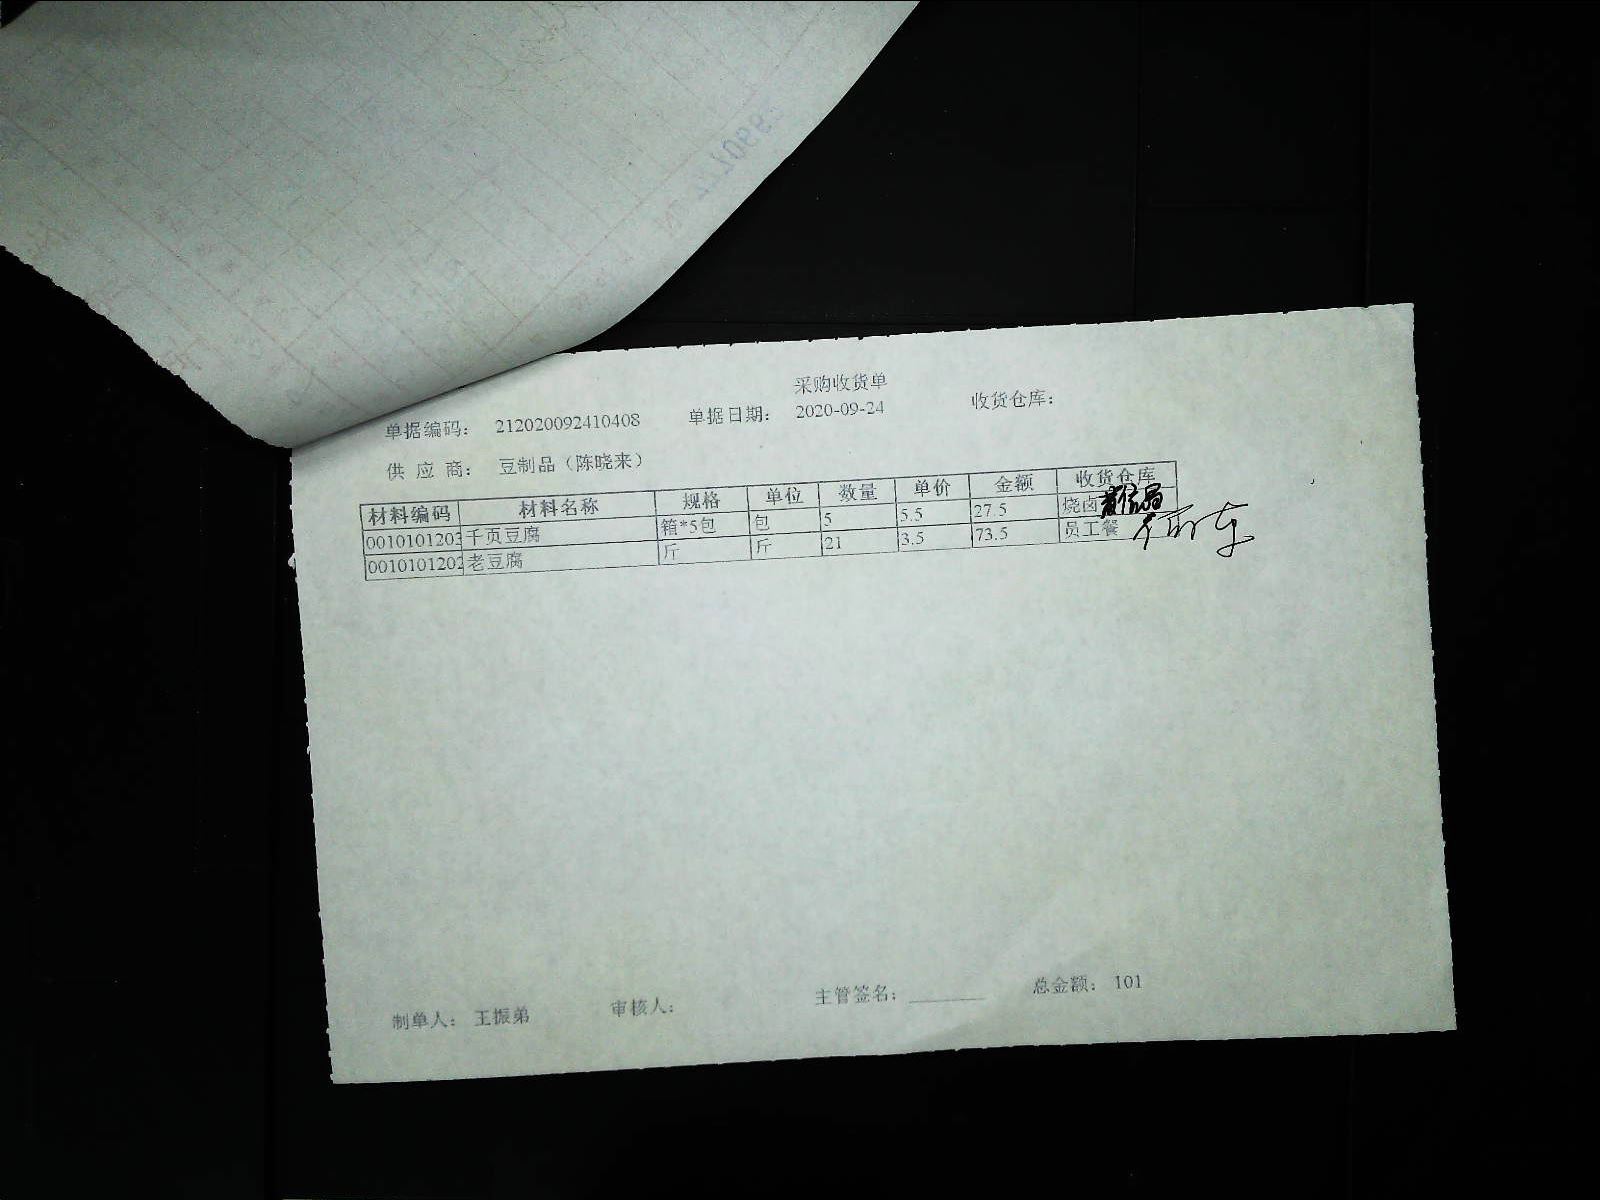 采购收货单
单据编码： 212020092410408 单据日期： 2020-09-24 收货仓库：
供 应 商： 豆制品（陈晓来）
材料编码 材料名称 规格 单位 数量 单价 金额 收货仓库
0010101203 千页豆腐 箱*5包 包 5 5.5 27.5 烧卤
0010101202 老豆腐 斤 斤 21 3.5 73.5 员工餐
制单人： 王振弟 审核人： 主管签名： 总金额： 101